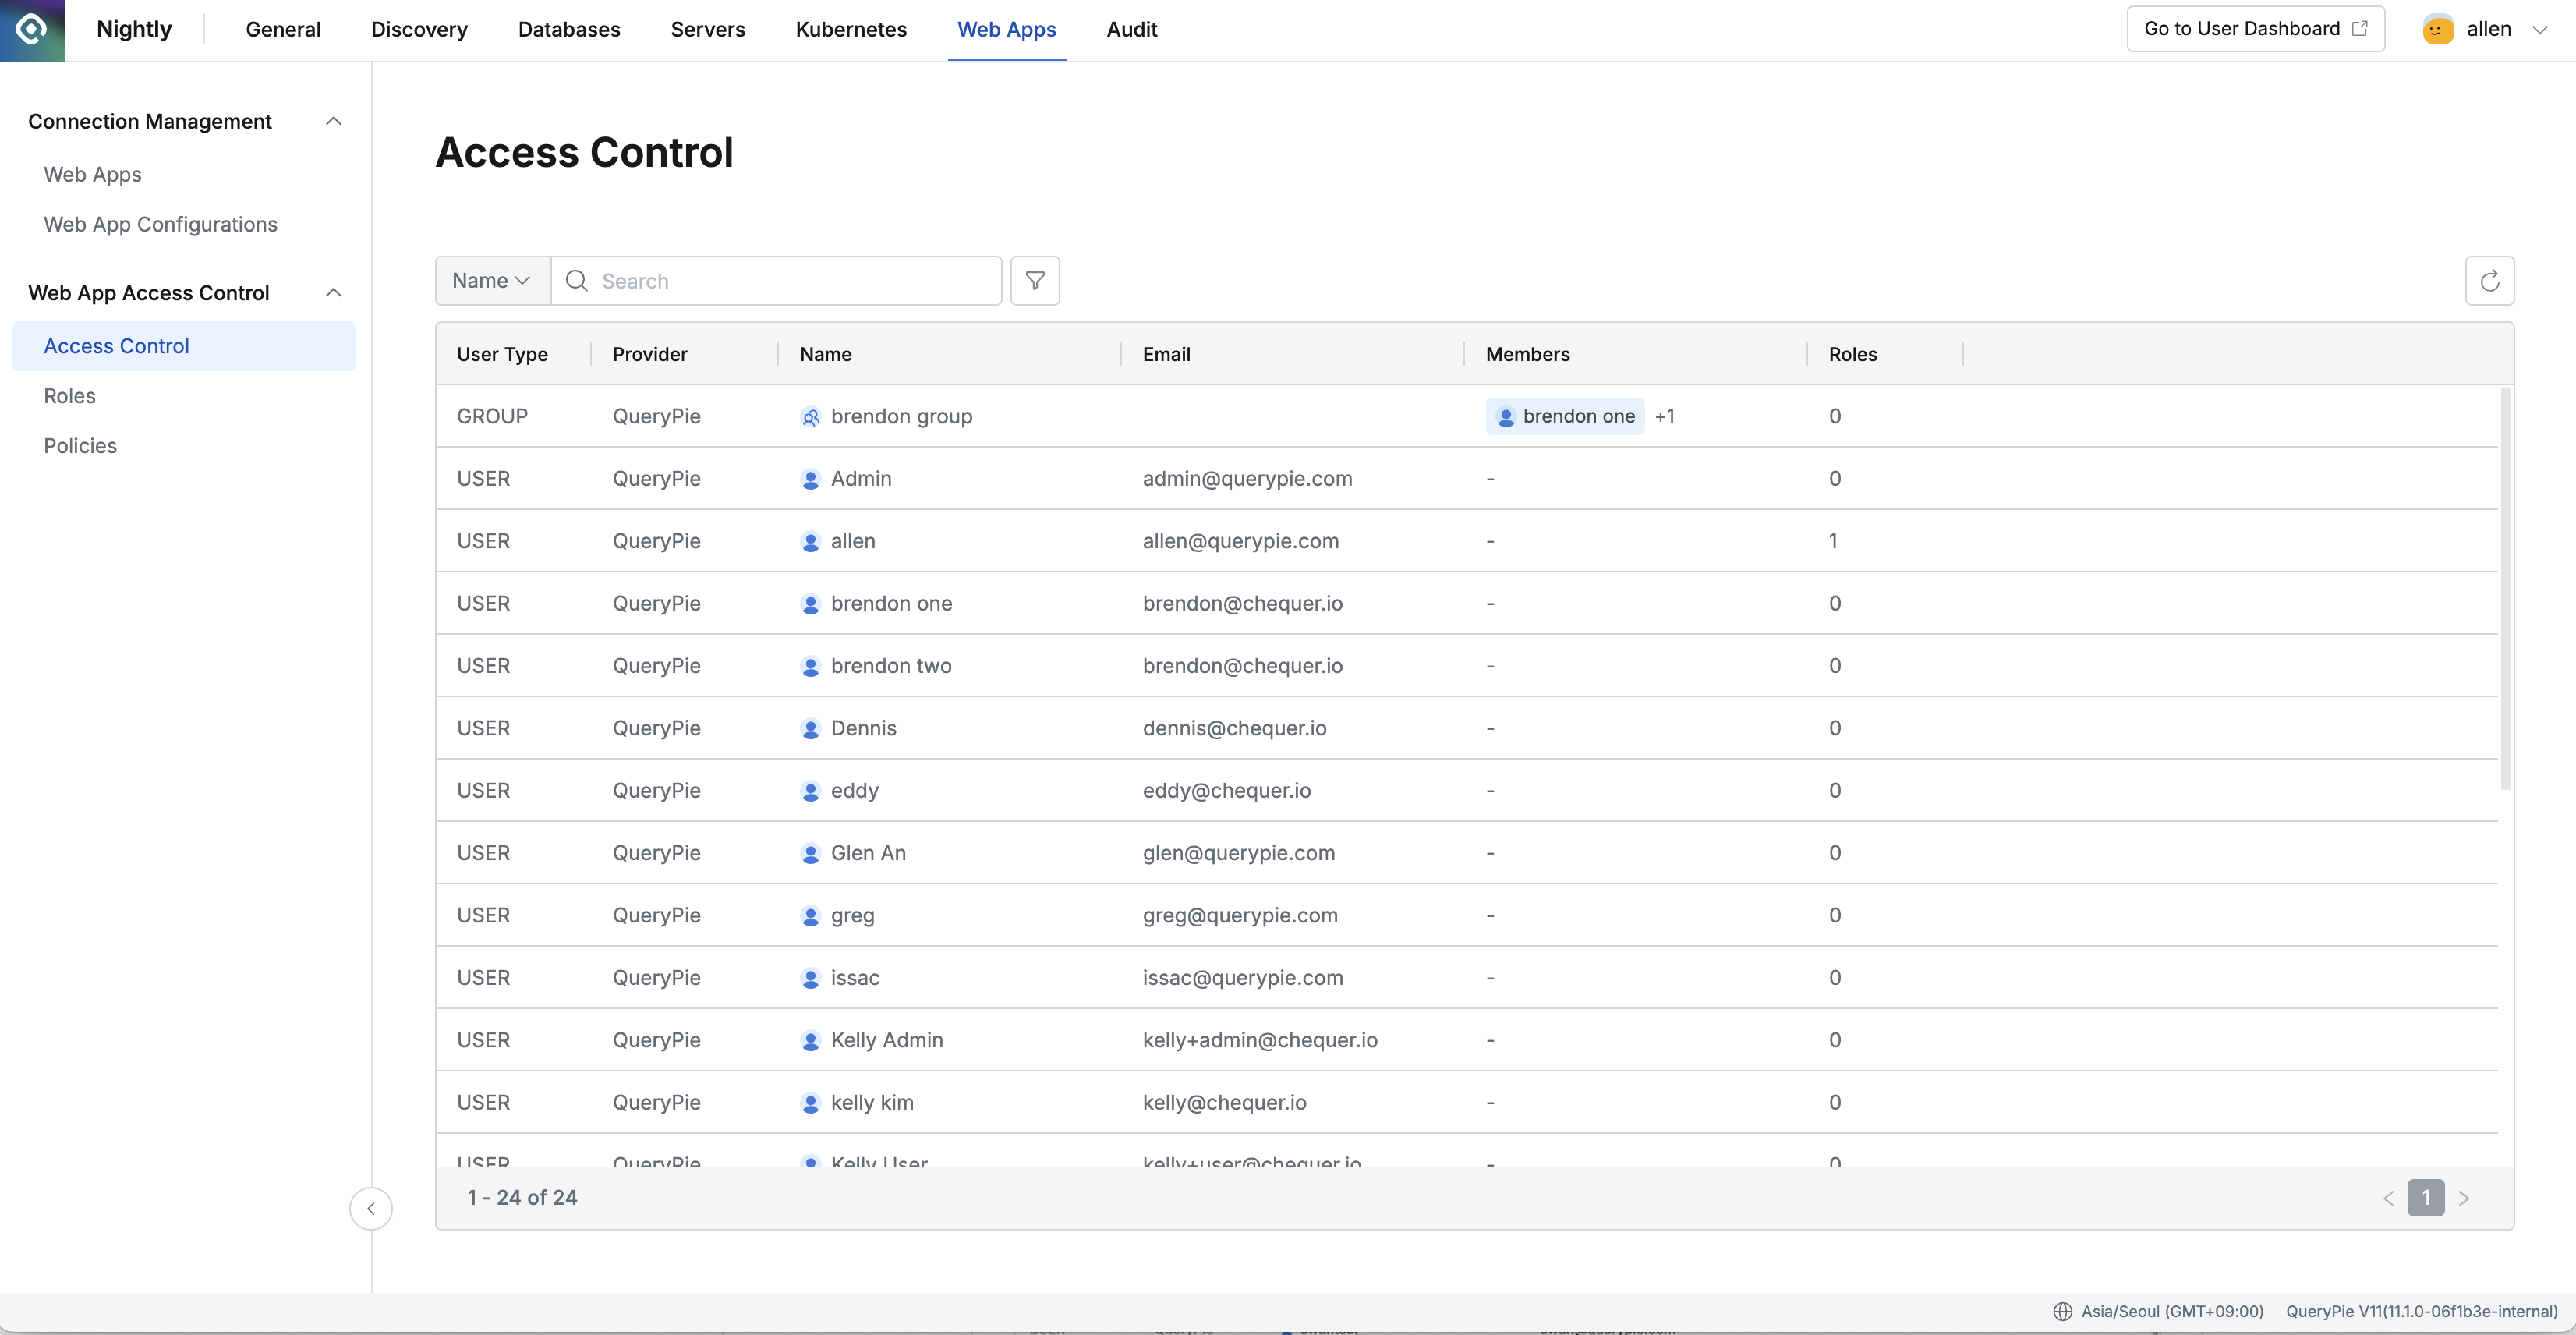 Nightly
General
Discovery
Databases
Servers
Kubernetes
Web Apps
Audit
Go to User Dashboard
allen
Connection Management
Web Apps
Web App Configurations
Web App Access Control
Access Control
Roles
Policies
Access Control
Name
Search
User Type Provider Name Email Members Roles
GROUP QueryPie brendon group brendon one +1 0
USER QueryPie Admin admin@querypie.com - 0
USER QueryPie allen allen@querypie.com - 1
USER QueryPie brendon one brendon@chequer.io - 0
USER QueryPie brendon two brendon@chequer.io - 0
USER QueryPie Dennis dennis@chequer.io - 0
USER QueryPie eddy eddy@chequer.io - 0
USER QueryPie Glen An glen@querypie.com - 0
USER QueryPie greg greg@querypie.com - 0
USER QueryPie issac issac@querypie.com - 0
USER QueryPie Kelly Admin kelly+admin@chequer.io - 0
USER QueryPie kelly kim kelly@chequer.io - 0
USER QueryPie Kelly User kelly+user@chequer.io - 0
1 - 24 of 24
1
Asia/Seoul (GMT+09:00) QueryPie V11(11.1.0-06f1b3e-internal)